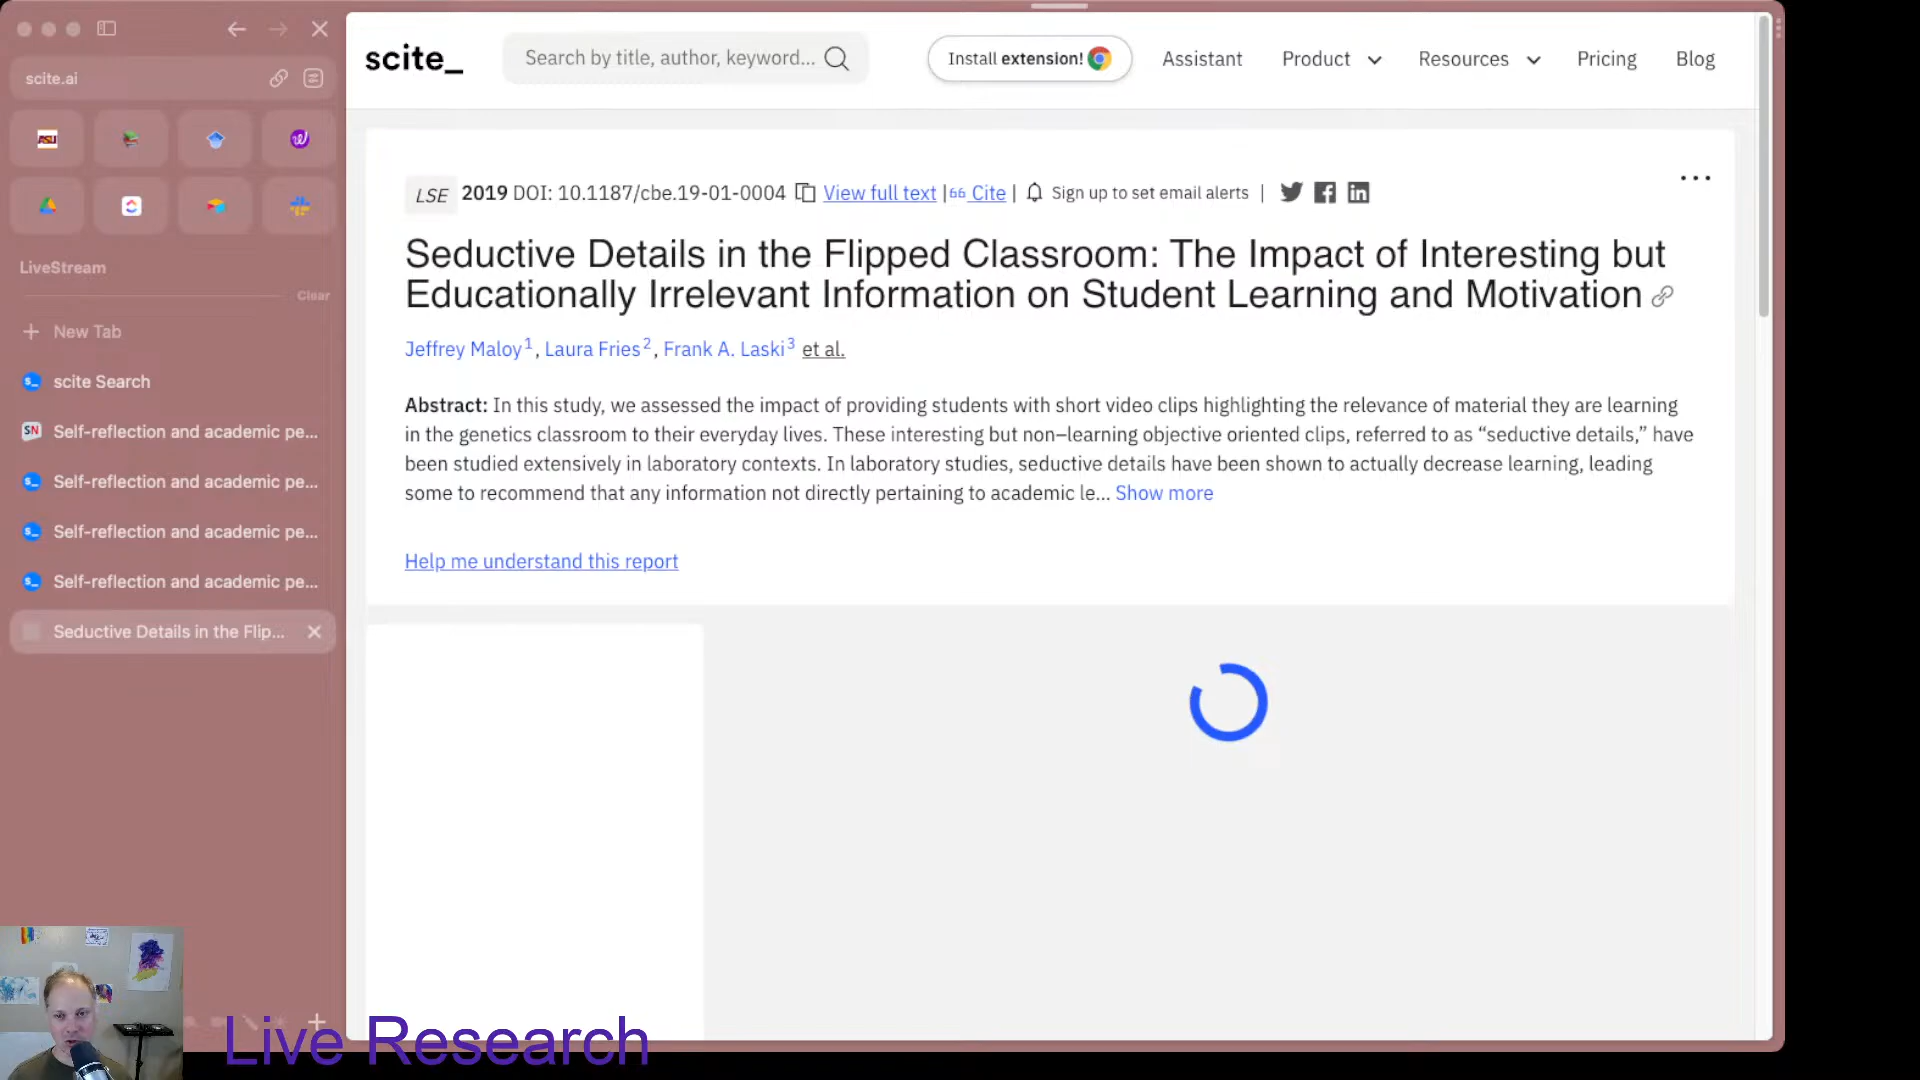 scite.ai
LiveStream
Clear
New Tab
scite Search
SN Self-reflection and academic pe...
Self-reflection and academic pe...
Self-reflection and academic pe...
Self-reflection and academic pe...
Seductive Details in the Flip...
scite_
Search by title, author, keyword...
Install extension!
Assistant
Product
Resources
Pricing
Blog
LSE 2019 DOI: 10.1187/cbe.19-01-0004 View full text | Cite | Sign up to set email alerts |
Seductive Details in the Flipped Classroom: The Impact of Interesting but
Educationally Irrelevant Information on Student Learning and Motivation
Jeffrey Maloy 1, Laura Fries 2, Frank A. Laski 3 et al.
Abstract: In this study, we assessed the impact of providing students with short video clips highlighting the relevance of material they are learning
in the genetics classroom to their everyday lives. These interesting but non–learning objective oriented clips, referred to as “seductive details,” have
been studied extensively in laboratory contexts. In laboratory studies, seductive details have been shown to actually decrease learning, leading
some to recommend that any information not directly pertaining to academic le... Show more
Help me understand this report
Live Research